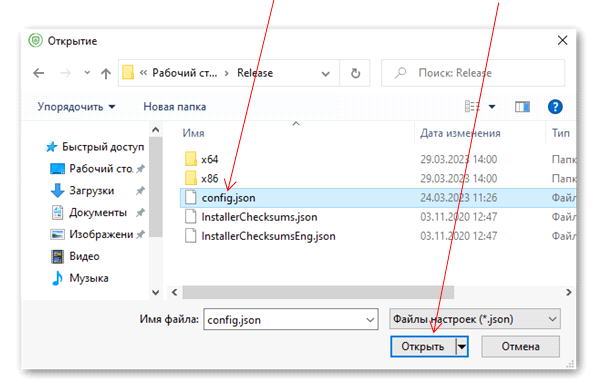 Открытие
« Рабочий ст... › Release
Поиск: Release
Упорядочить
Новая папка
Имя
Дата изменения
Тип
Быстрый доступ
Рабочий сто.
Загрузки
Документы
Изображени
Видео
Музыка
x64 29.03.2023 14:00 Папк
x86 29.03.2023 14:00 Папк
config.json 24.03.2023 11:26 Файл
InstallerChecksums.json 03.11.2020 12:47 Файл
InstallerChecksumsEng.json 03.11.2020 12:47 Файл
Имя файла: config.json Файлы настроек (*.json)
Открыть Отмена